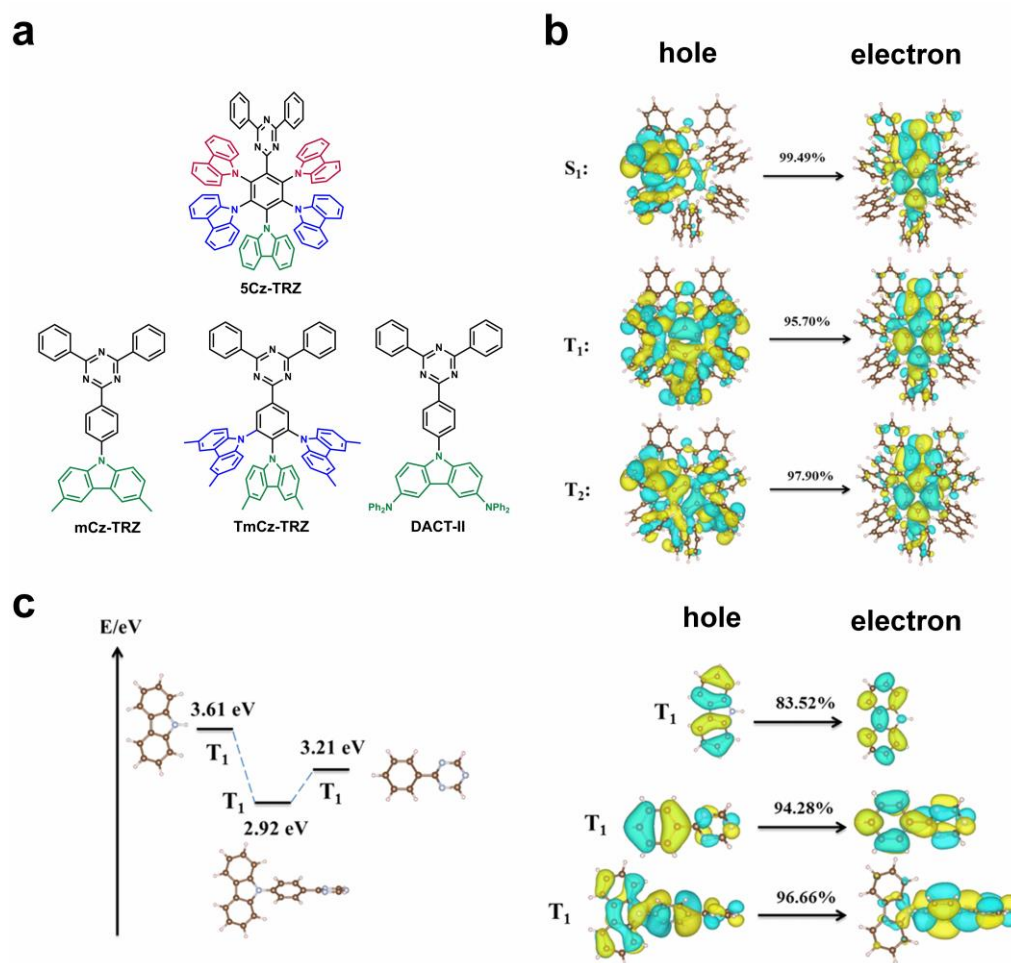 a
N
N
N
N
N
N
N
N
5Cz-TRZ
N
N
N
N
mCz-TRZ
N
N
N
N
N
N
TmCz-TRZ
N
N
N
N
Ph₂N
NPh₂
DACT-II
b
hole
electron
S₁:
99.49%
T₁:
95.70%
T₂:
97.90%
c
E/eV
3.61 eV
T₁
3.21 eV
T₁
T₁
2.92 eV
hole
electron
T₁
83.52%
T₁
94.28%
T₁
96.66%